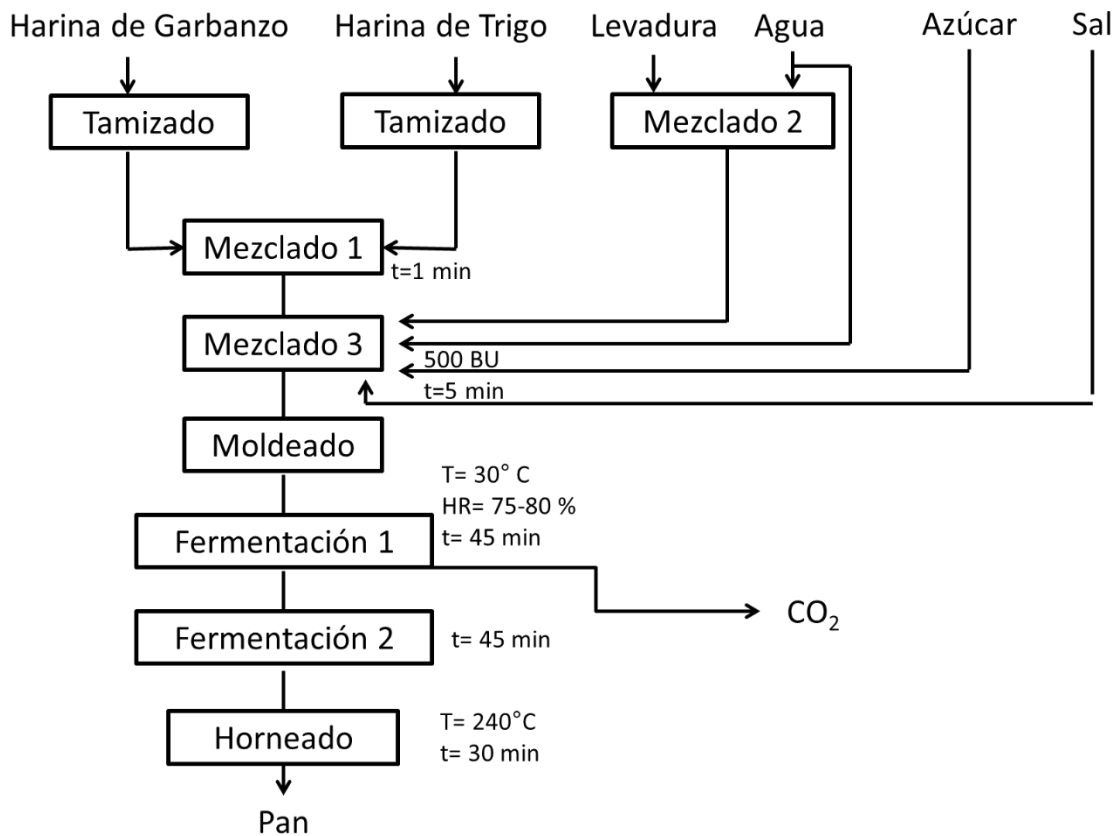 Harina de Garbanzo Harina de Trigo Levadura Agua Azúcar Sal
Tamizado Tamizado Mezclado 2
Mezclado 1
t=1 min
Mezclado 3
500 BU
t=5 min
Moldeado
T= 30° C
HR= 75-80 %
t= 45 min
Fermentación 1
CO₂
Fermentación 2 t= 45 min
Horneado
T= 240°C
t= 30 min
Pan